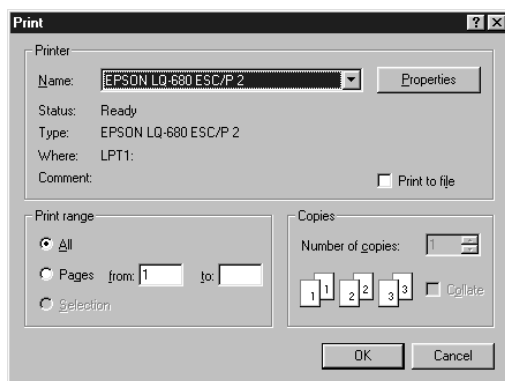 Print
Printer
Name: EPSON LQ-680 ESC/P 2 Properties
Status: Ready
Type: EPSON LQ-680 ESC/P 2
Where: LPT1:
Comment: Print to file
Print range
All
Pages from: 1 to:
Selection
Copies
Number of copies: 1
1 1 2 2 3 3 Collate
OK Cancel